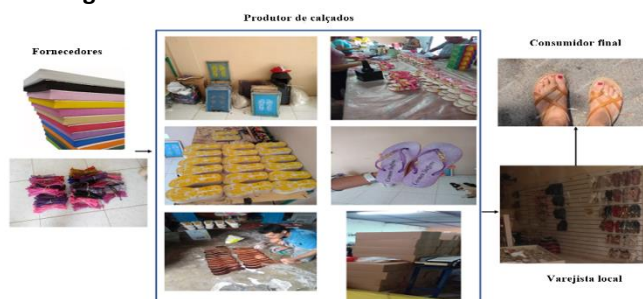 Produtor de calçados
Fornecedores
Consumidor final
Varejista local